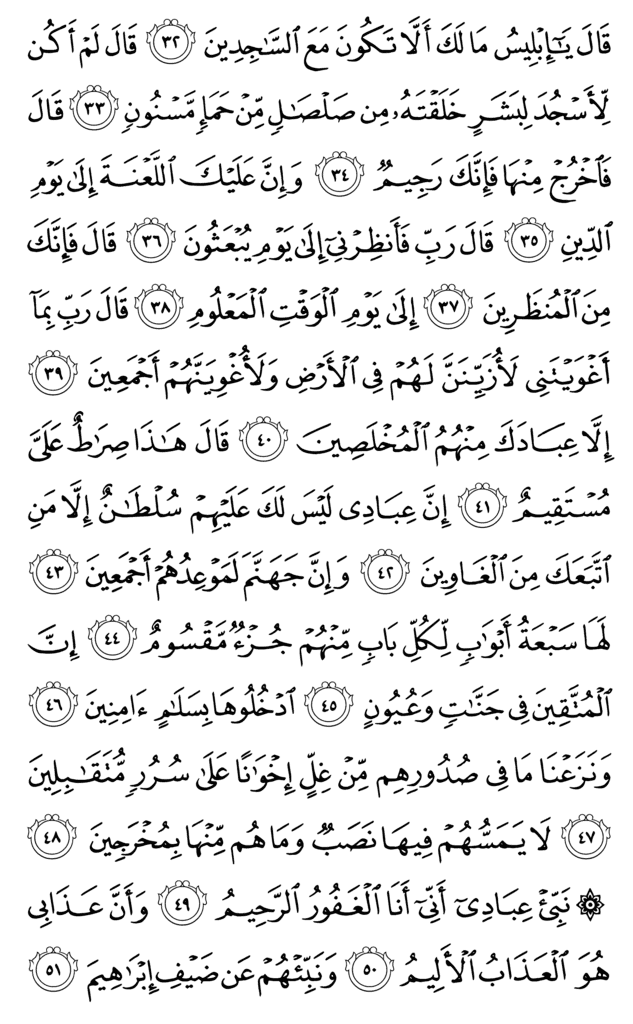 قَالَ يَٰٓإِبۡلِيسُ مَا لَكَ أَلَّا تَكُونَ مَعَ ٱلسَّٰجِدِينَ ٣٢ قَالَ لَمۡ أَكُن
لِّأَسۡجُدَ لِبَشَرٍ خَلَقۡتَهُۥ مِن صَلۡصَٰلٖ مِّنۡ حَمَإٖ مَّسۡنُونٖ ٣٣ قَالَ
فَٱخۡرُجۡ مِنۡهَا فَإِنَّكَ رَجِيمٞ ٣٤ وَإِنَّ عَلَيۡكَ ٱللَّعۡنَةَ إِلَىٰ يَوۡمِ
ٱلدِّينِ ٣٥ قَالَ رَبِّ فَأَنظِرۡنِيٓ إِلَىٰ يَوۡمِ يُبۡعَثُونَ ٣٦ قَالَ فَإِنَّكَ
مِنَ ٱلۡمُنظَرِينَ ٣٧ إِلَىٰ يَوۡمِ ٱلۡوَقۡتِ ٱلۡمَعۡلُومِ ٣٨ قَالَ رَبِّ بِمَآ
أَغۡوَيۡتَنِي لَأُزَيِّنَنَّ لَهُمۡ فِي ٱلۡأَرۡضِ وَلَأُغۡوِيَنَّهُمۡ أَجۡمَعِينَ ٣٩
إِلَّا عِبَادَكَ مِنۡهُمُ ٱلۡمُخۡلَصِينَ ٤٠ قَالَ هَٰذَا صِرَٰطٌ عَلَيَّ
مُسۡتَقِيمٌ ٤١ إِنَّ عِبَادِي لَيۡسَ لَكَ عَلَيۡهِمۡ سُلۡطَٰنٌ إِلَّا مَنِ
ٱتَّبَعَكَ مِنَ ٱلۡغَاوِينَ ٤٢ وَإِنَّ جَهَنَّمَ لَمَوۡعِدُهُمۡ أَجۡمَعِينَ ٤٣
لَهَا سَبۡعَةُ أَبۡوَٰبٖ لِّكُلِّ بَابٖ مِّنۡهُمۡ جُزۡءٞ مَّقۡسُومٌ ٤٤ إِنَّ
ٱلۡمُتَّقِينَ فِي جَنَّٰتٖ وَعُيُونٍ ٤٥ ٱدۡخُلُوهَا بِسَلَٰمٍ ءَامِنِينَ ٤٦
وَنَزَعۡنَا مَا فِي صُدُورِهِم مِّنۡ غِلٍّ إِخۡوَٰنًا عَلَىٰ سُرُرٖ مُّتَقَٰبِلِينَ
٤٧ لَا يَمَسُّهُمۡ فِيهَا نَصَبٞ وَمَا هُم مِّنۡهَا بِمُخۡرَجِينَ ٤٨
۞ نَبِّئۡ عِبَادِيٓ أَنِّيٓ أَنَا ٱلۡغَفُورُ ٱلرَّحِيمُ ٤٩ وَأَنَّ عَذَابِي
هُوَ ٱلۡعَذَابُ ٱلۡأَلِيمُ ٥٠ وَنَبِّئۡهُمۡ عَن ضَيۡفِ إِبۡرَٰهِيمَ ٥١